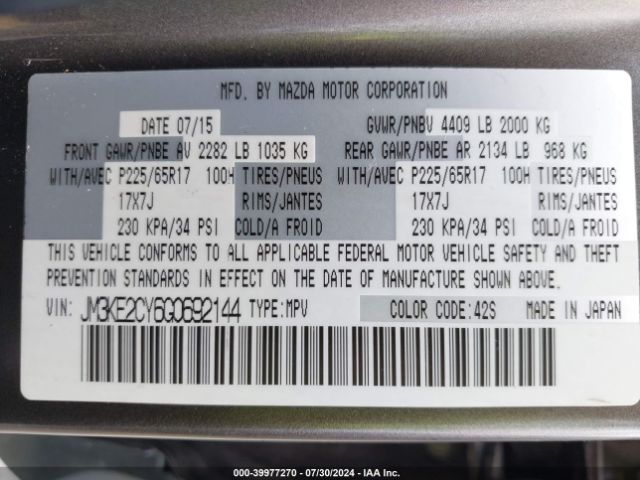 MFD. BY MAZDA MOTOR CORPORATION
DATE 07/15 GVWR/PNBV 4409 LB 2000 KG
FRONT GAWR/PNBE AV 2282 LB 1035 KG REAR GAWR/PNBE AR 2134 LB 968 KG
WITH/AVEC P225/65R17 100H TIRES/PNEUS WITH/AVEC P225/65R17 100H TIRES/PNEUS
17X7J RIMS/JANTES 17X7J RIMS/JANTES
230 KPA/34 PSI COLD/A FROID 230 KPA/34 PSI COLD/A FROID
THIS VEHICLE CONFORMS TO ALL APPLICABLE FEDERAL MOTOR VEHICLE SAFETY AND THEFT
PREVENTION STANDARDS IN EFFECT ON THE DATE OF MANUFACTURE SHOWN ABOVE.
VIN: JM3KE2CY6G0692144 TYPE:MPV COLOR CODE:42S MADE IN JAPAN
000-39977270 - 07/30/2024 - IAA Inc.